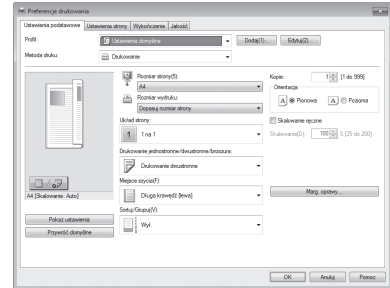 Preferencje drukowania
Ustawienia podstawowe Ustawienia strony Wykończenie Jakość
Profil: Ustawienia domyślne Dodaj(1)... Edytuj(2)...
Metoda druku: Drukowanie
Rozmiar strony(S): Kopie: 1 [1 do 999]
A4 Orientacja
Rozmiar wydruku: A Pionowa A Pozioma
Dopasuj rozmiar strony
Układ strony: Skalowanie ręczne
1 1 na 1 Skalowanie(D): 100 % [25 do 200]
Drukowanie jednostronne/dwustronne/broszura:
Drukowanie dwustronne
Miejsce szycia(F):
A4 [Skalowanie: Auto] Długa krawędź [lewa] Marg. oprawy...
Sortuj/Grupuj(V):
Pokaż ustawienia Wył.
Przywróć domyślne
OK Anuluj Pomoc